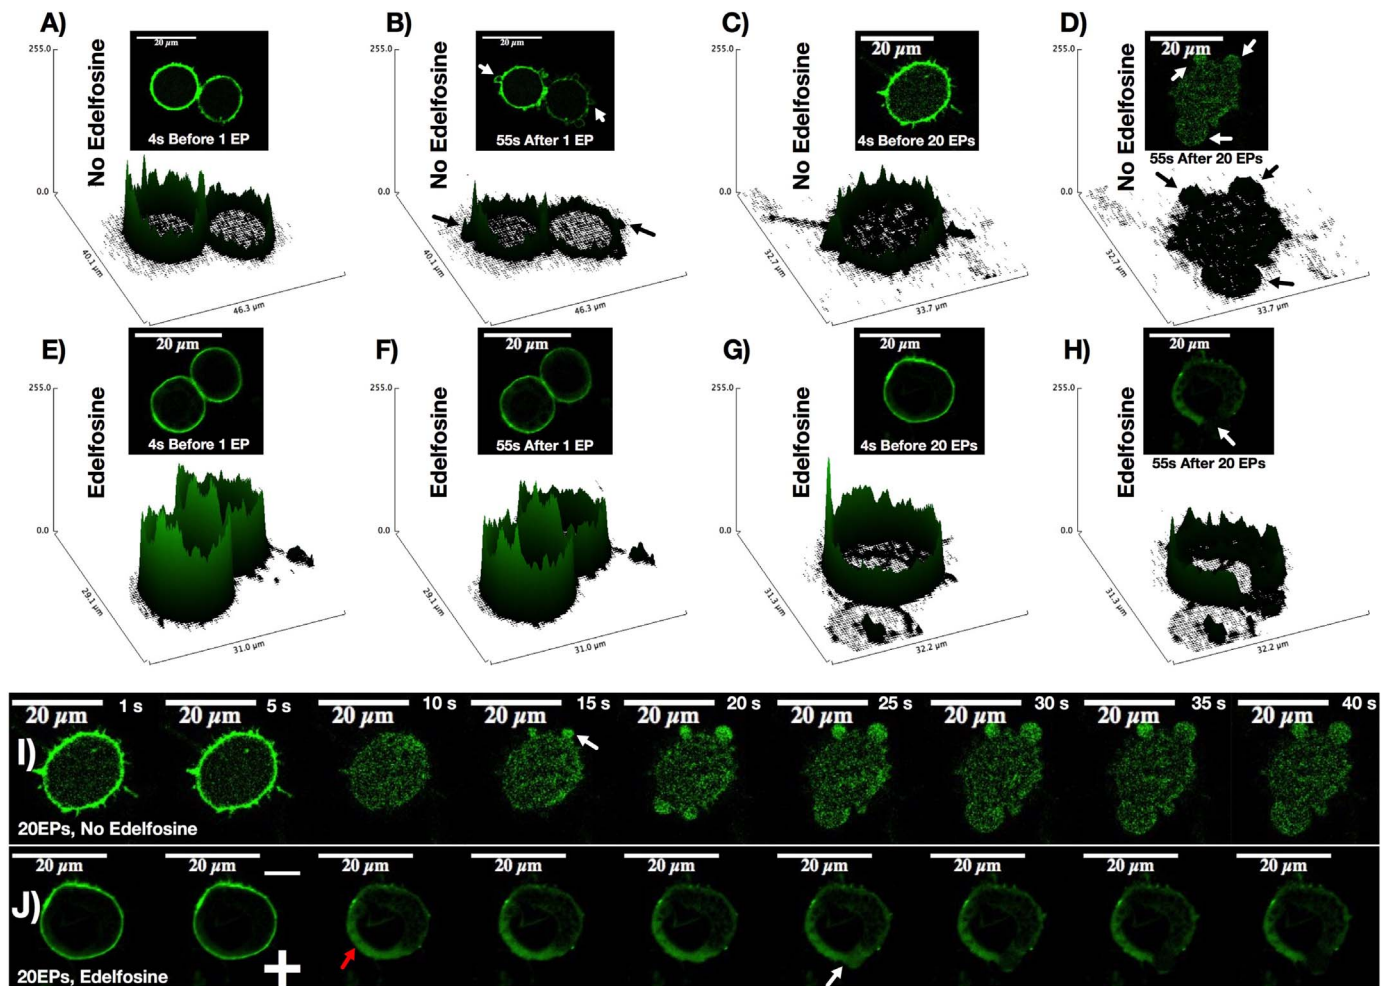 A)
No Edelfosine
255.0
0.0
20 µm
4s Before 1 EP
40.1 µm
46.3 µm
B)
No Edelfosine
255.0
0.0
20 µm
55s After 1 EP
40.1 µm
46.3 µm
C)
No Edelfosine
255.0
0.0
20 µm
4s Before 20 EPs
32.7 µm
33.7 µm
D)
No Edelfosine
255.0
0.0
20 µm
55s After 20 EPs
32.7 µm
33.7 µm
E)
Edelfosine
255.0
0.0
20 µm
4s Before 1 EP
29.1 µm
31.0 µm
F)
Edelfosine
255.0
0.0
20 µm
55s After 1 EP
29.1 µm
31.0 µm
G)
Edelfosine
255.0
0.0
20 µm
4s Before 20 EPs
31.3 µm
32.2 µm
H)
Edelfosine
255.0
0.0
20 µm
55s After 20 EPs
31.3 µm
32.2 µm
I)
1 s
5 s
10 s
15 s
20 s
25 s
30 s
35 s
40 s
20 µm
20 µm
20 µm
20 µm
20 µm
20 µm
20 µm
20 µm
20 µm
20EPs, No Edelfosine
J)
20 µm
20 µm
20 µm
20 µm
20 µm
20 µm
20 µm
20 µm
20 µm
20EPs, Edelfosine